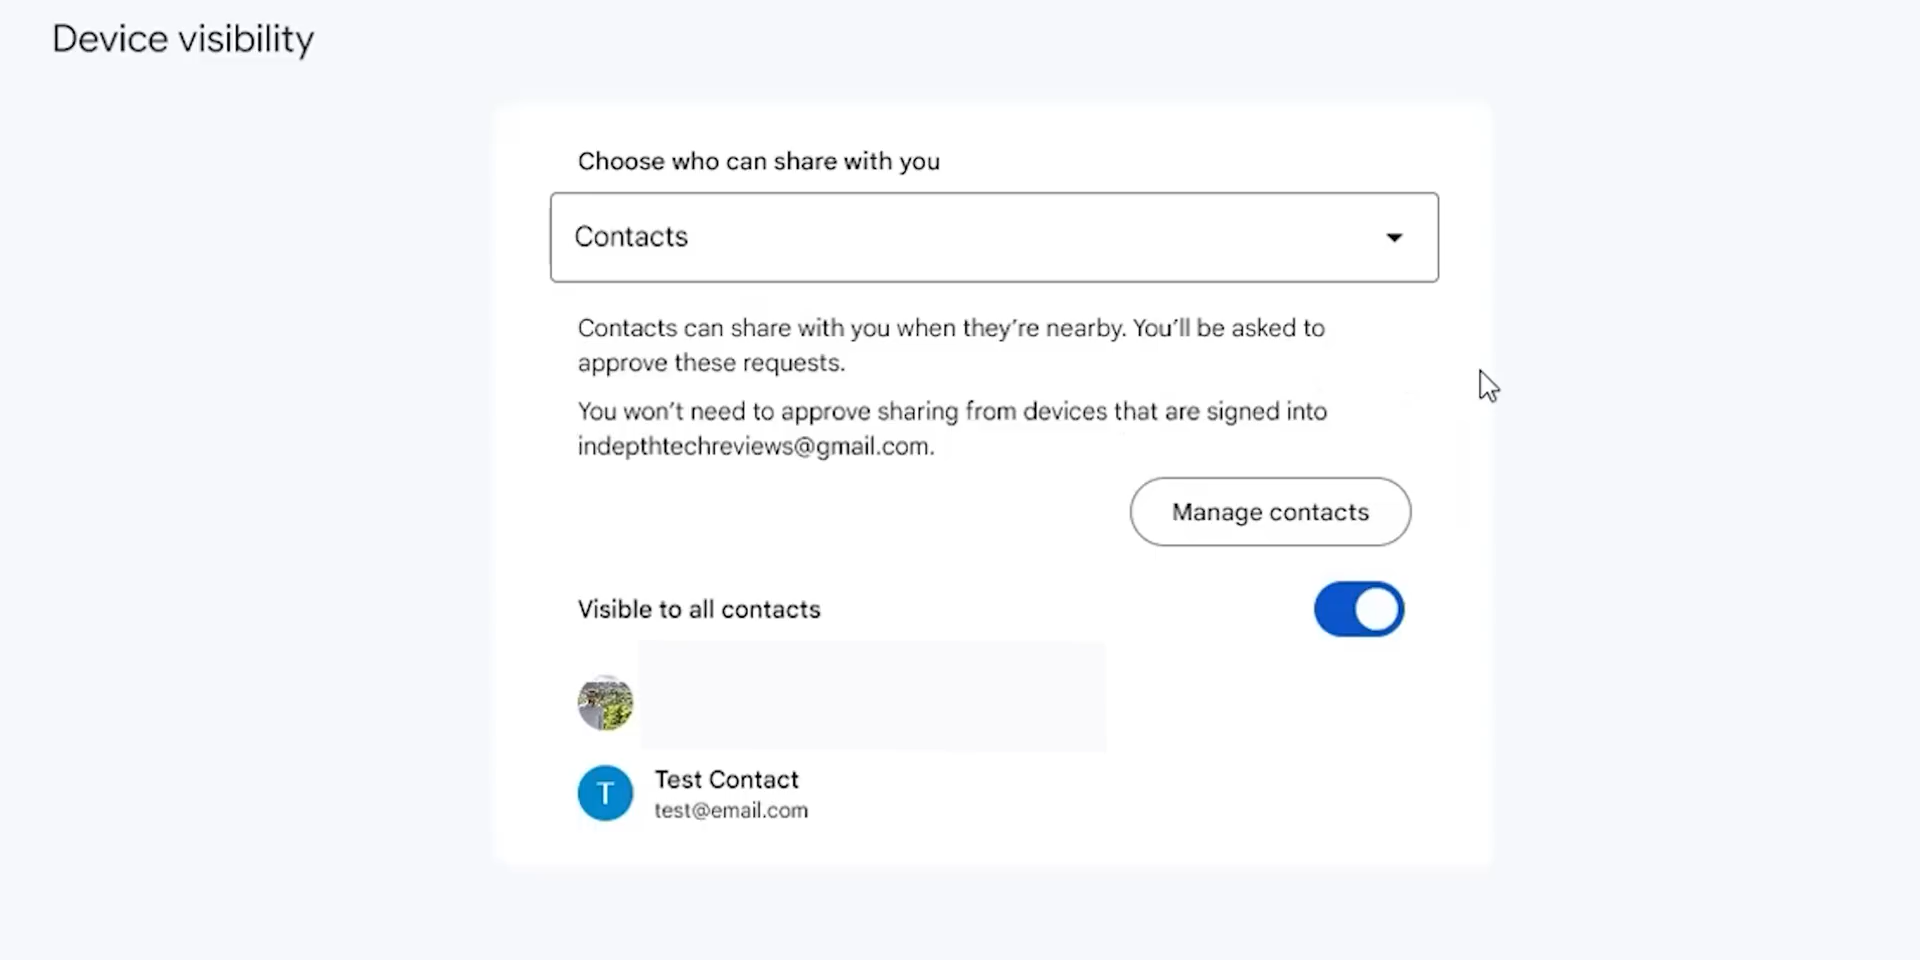 Device visibility
Choose who can share with you
Contacts
Contacts can share with you when they’re nearby. You’ll be asked to
approve these requests.
You won’t need to approve sharing from devices that are signed into
indepthtechreviews@gmail.com.
Manage contacts
Visible to all contacts
T
Test Contact
test@email.com